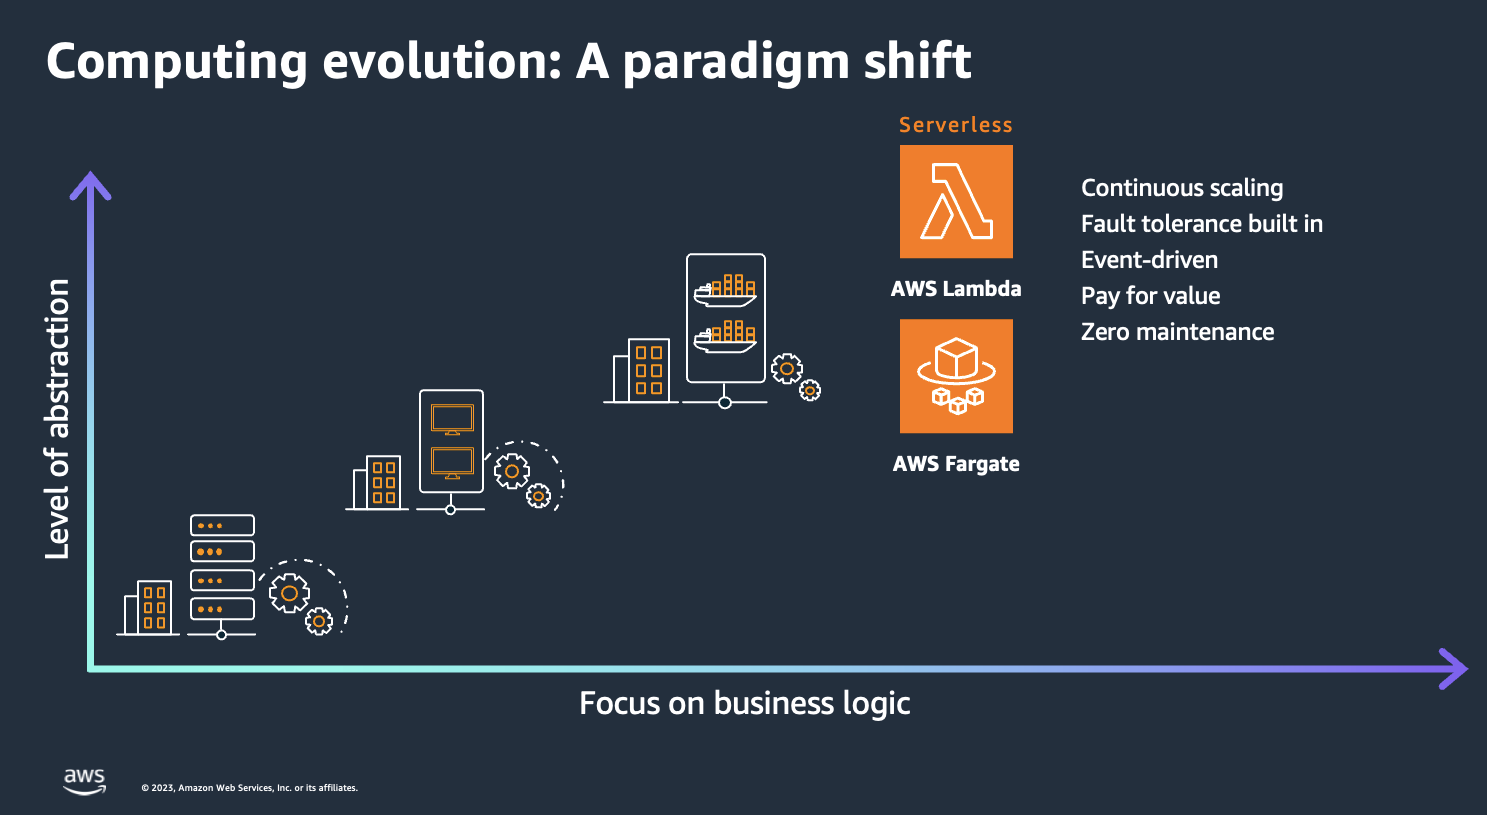 Computing evolution: A paradigm shift
Serverless
AWS Lambda
AWS Fargate
Continuous scaling
Fault tolerance built in
Event-driven
Pay for value
Zero maintenance
Level of abstraction
Focus on business logic
aws
© 2023, Amazon Web Services, Inc. or its affiliates.